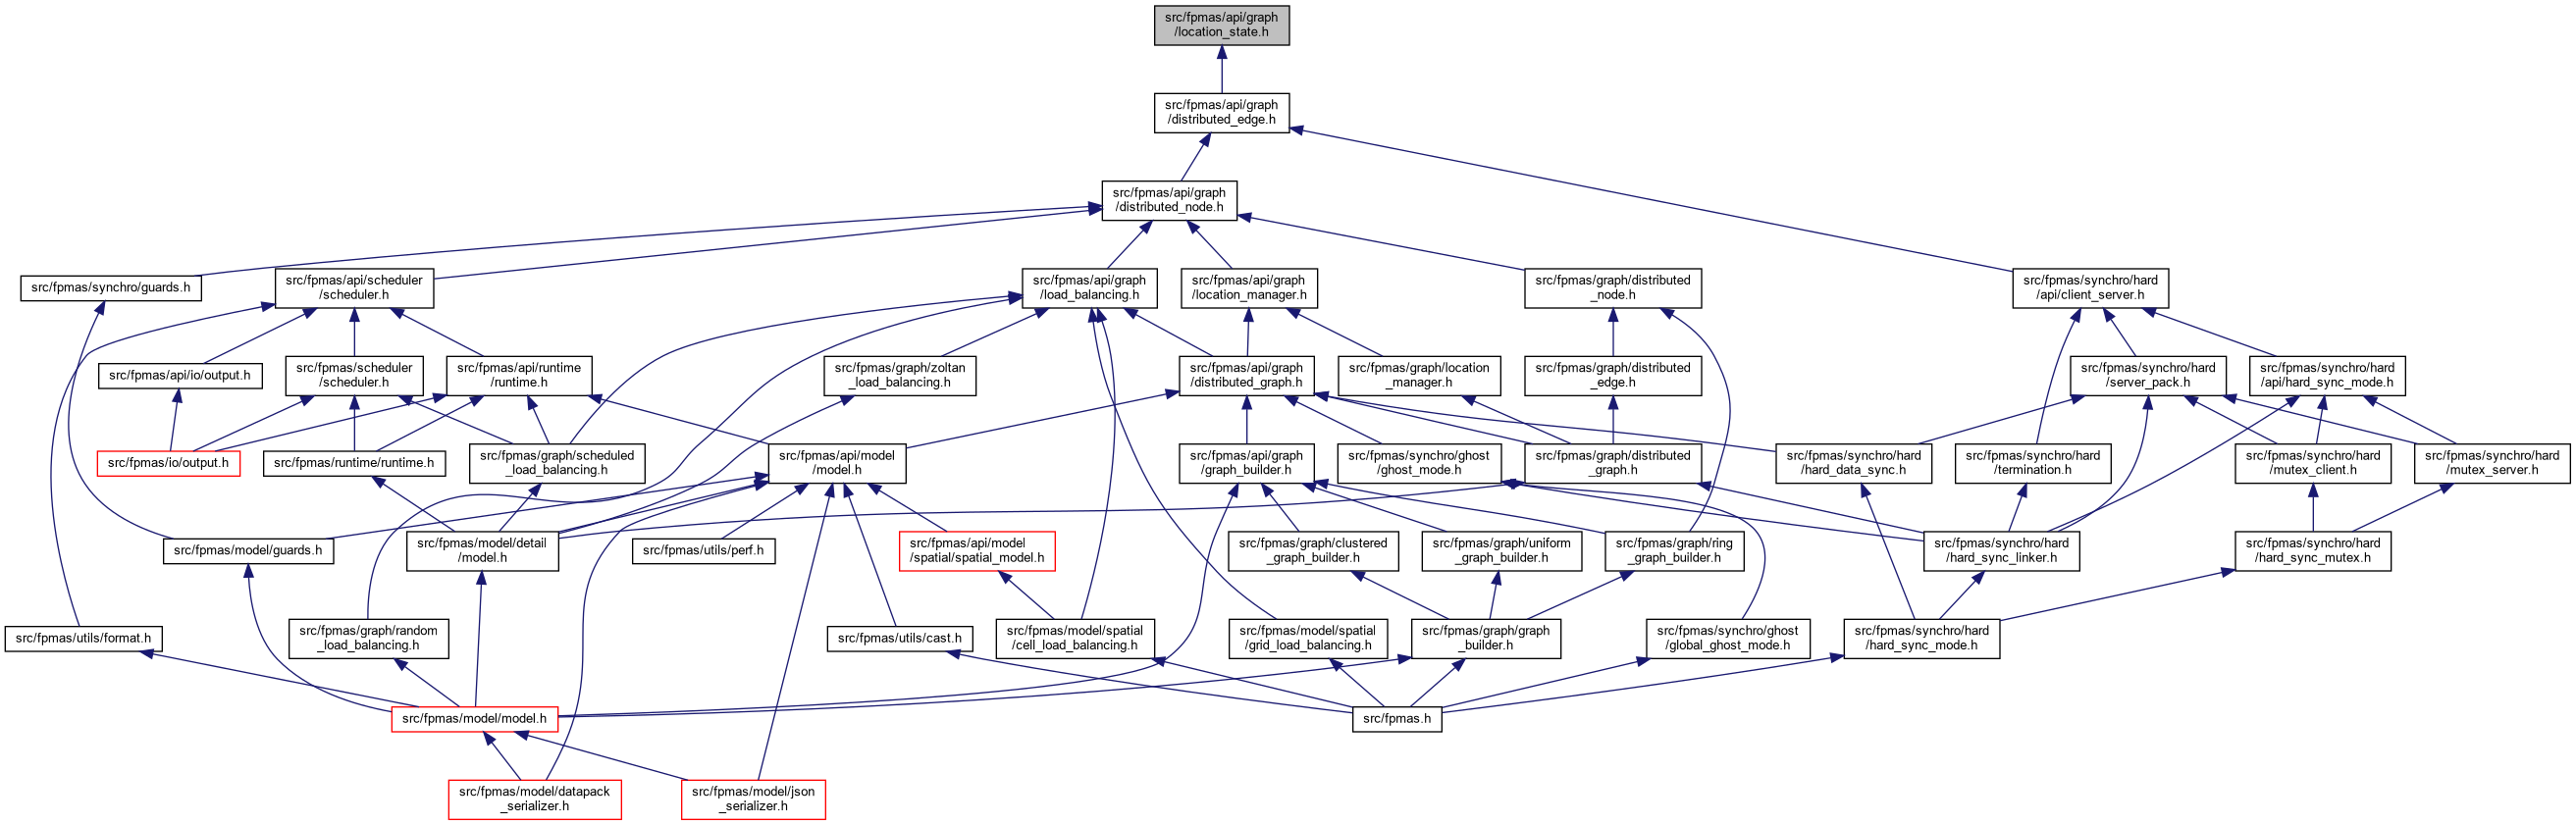 src/fpmas/api/graph
/location_state.h
src/fpmas/api/graph
/distributed_edge.h
src/fpmas/api/graph
/distributed_node.h
src/fpmas/synchro/guards.h
src/fpmas/api/scheduler
/scheduler.h
src/fpmas/api/graph
/load_balancing.h
src/fpmas/api/graph
/location_manager.h
src/fpmas/graph/distributed
_node.h
src/fpmas/synchro/hard
/api/client_server.h
src/fpmas/api/io/output.h
src/fpmas/scheduler
/scheduler.h
src/fpmas/api/runtime
/runtime.h
src/fpmas/graph/zoltan
_load_balancing.h
src/fpmas/api/graph
/distributed_graph.h
src/fpmas/graph/location
_manager.h
src/fpmas/graph/distributed
_edge.h
src/fpmas/synchro/hard
/server_pack.h
src/fpmas/synchro/hard
/api/hard_sync_mode.h
src/fpmas/io/output.h
src/fpmas/runtime/runtime.h
src/fpmas/graph/scheduled
_load_balancing.h
src/fpmas/api/model
/model.h
src/fpmas/api/graph
/graph_builder.h
src/fpmas/synchro/ghost
/ghost_mode.h
src/fpmas/graph/distributed
_graph.h
src/fpmas/synchro/hard
/hard_data_sync.h
src/fpmas/synchro/hard
/termination.h
src/fpmas/synchro/hard
/mutex_client.h
src/fpmas/synchro/hard
/mutex_server.h
src/fpmas/model/guards.h
src/fpmas/model/detail
/model.h
src/fpmas/utils/perf.h
src/fpmas/api/model
/spatial/spatial_model.h
src/fpmas/graph/clustered
_graph_builder.h
src/fpmas/graph/uniform
_graph_builder.h
src/fpmas/graph/ring
_graph_builder.h
src/fpmas/synchro/hard
/hard_sync_linker.h
src/fpmas/synchro/hard
/hard_sync_mutex.h
src/fpmas/utils/format.h
src/fpmas/graph/random
_load_balancing.h
src/fpmas/utils/cast.h
src/fpmas/model/spatial
/cell_load_balancing.h
src/fpmas/model/spatial
/grid_load_balancing.h
src/fpmas/graph/graph
_builder.h
src/fpmas/synchro/ghost
/global_ghost_mode.h
src/fpmas/synchro/hard
/hard_sync_mode.h
src/fpmas/model/model.h
src/fpmas.h
src/fpmas/model/datapack
_serializer.h
src/fpmas/model/json
_serializer.h